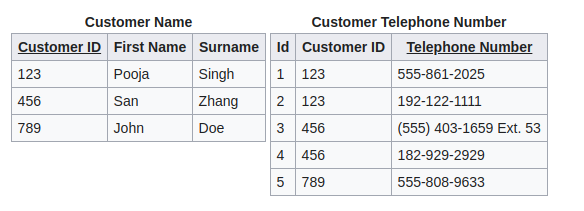 Customer Name
Customer ID First Name Surname
123 Pooja Singh
456 San Zhang
789 John Doe
Customer Telephone Number
Id Customer ID Telephone Number
1 123 555-861-2025
2 123 192-122-1111
3 456 (555) 403-1659 Ext. 53
4 456 182-929-2929
5 789 555-808-9633